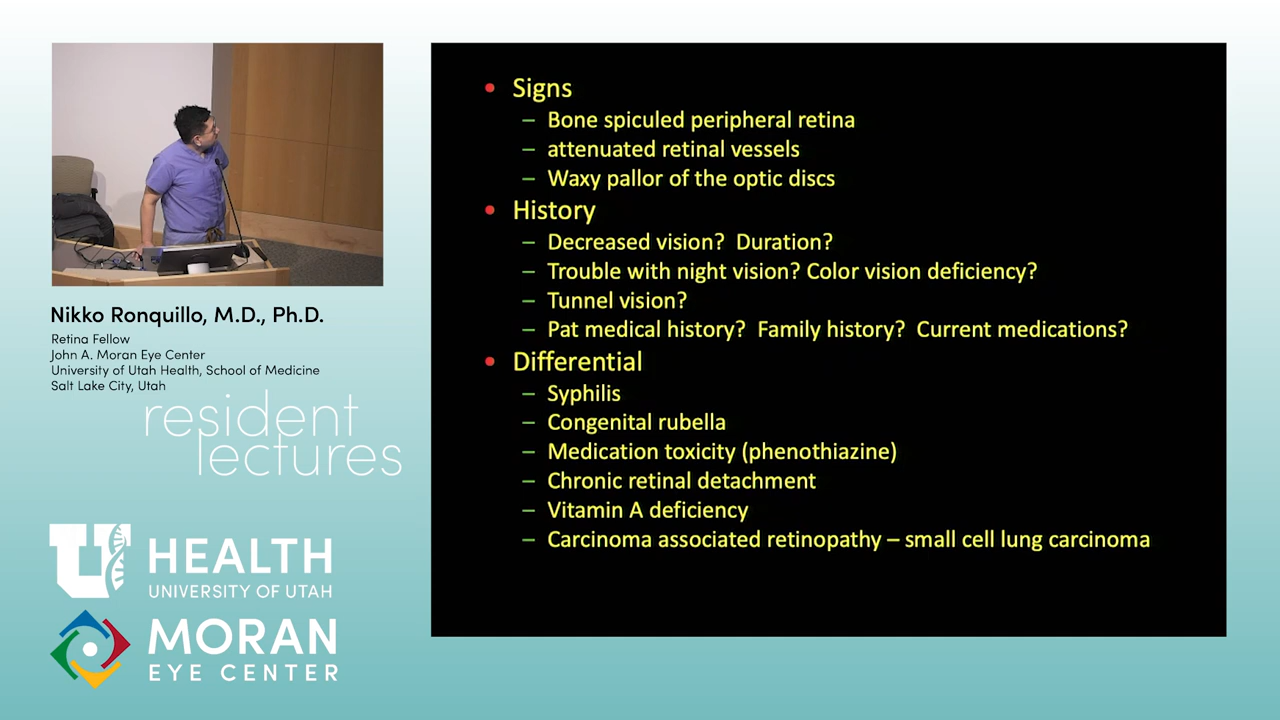 Nikko Ronquillo, M.D., Ph.D.
Retina Fellow
John A. Moran Eye Center
University of Utah Health, School of Medicine
Salt Lake City, Utah
resident
lectures
U HEALTH
UNIVERSITY OF UTAH
MORAN
EYE CENTER
• Signs
– Bone spiculed peripheral retina
– attenuated retinal vessels
– Waxy pallor of the optic discs
• History
– Decreased vision? Duration?
– Trouble with night vision? Color vision deficiency?
– Tunnel vision?
– Pat medical history? Family history? Current medications?
• Differential
– Syphilis
– Congenital rubella
– Medication toxicity (phenothiazine)
– Chronic retinal detachment
– Vitamin A deficiency
– Carcinoma associated retinopathy – small cell lung carcinoma